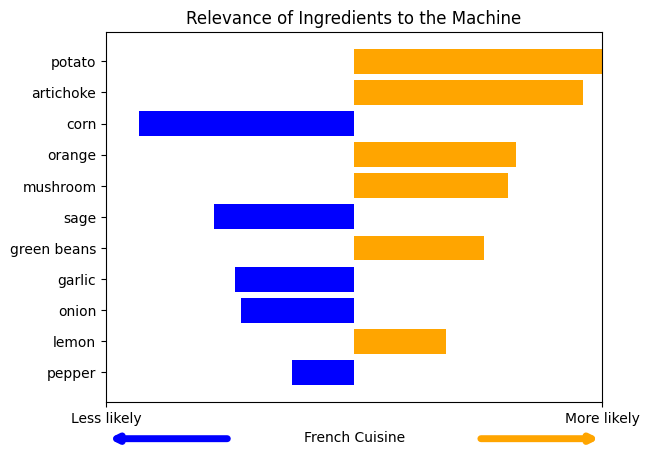 Relevance of Ingredients to the Machine
potato
artichoke
corn
orange
mushroom
sage
green beans
garlic
onion
lemon
pepper
Less likely
More likely
French Cuisine